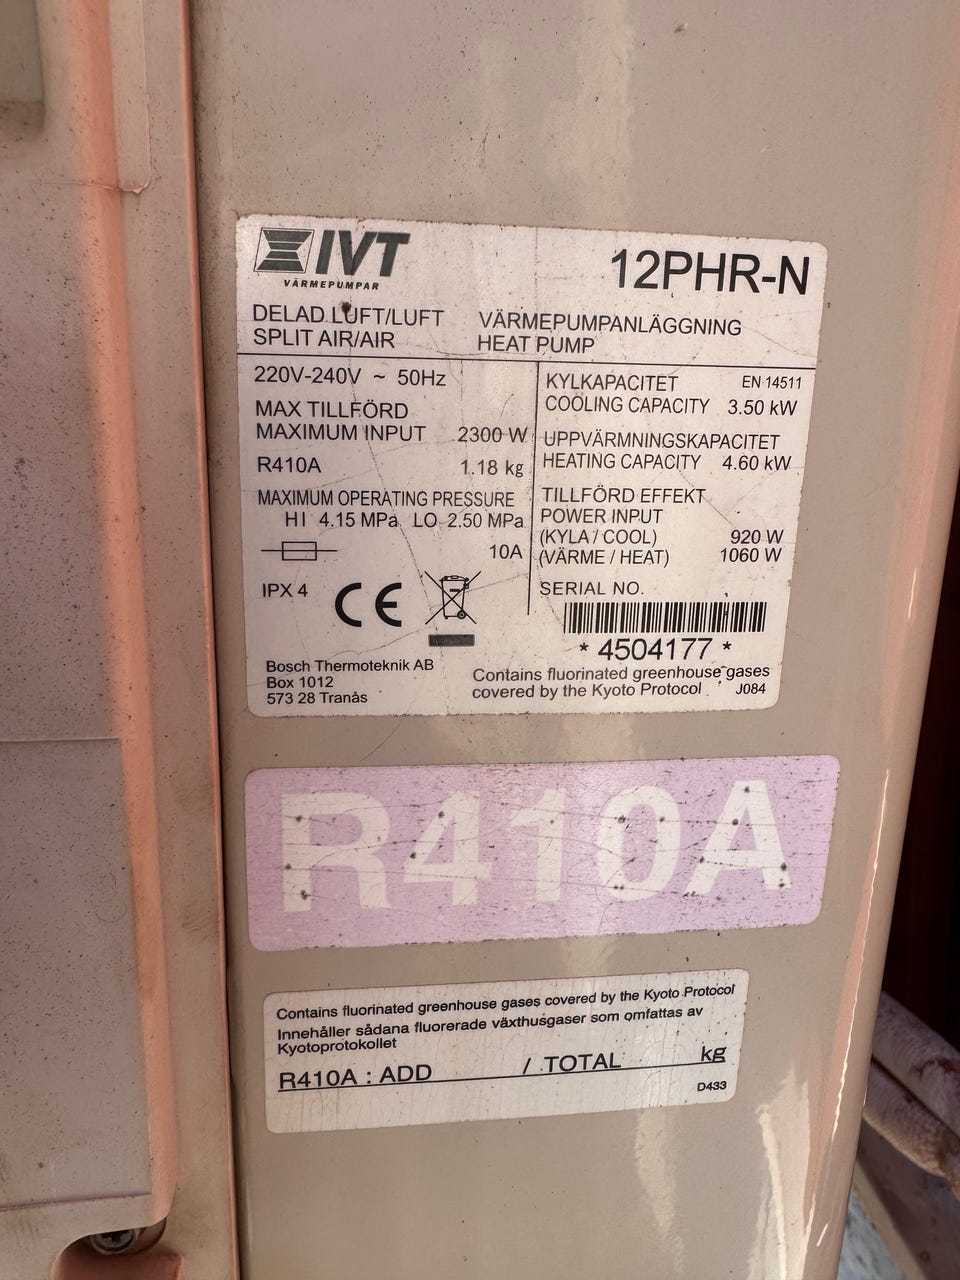 IVT
VÄRMEPUMPAR
12PHR-N
DELAD LUFT/LUFT VÄRMEPUMPANLÄGGNING
SPLIT AIR/AIR HEAT PUMP
220V-240V ~ 50Hz
MAX TILLFÖRD
MAXIMUM INPUT 2300 W
R410A 1.18 kg
MAXIMUM OPERATING PRESSURE
HI 4.15 MPa LO 2.50 MPa
10A
IPX 4 CE
KYLKAPACITET EN 14511
COOLING CAPACITY 3.50 kW
UPPVÄRMNINGSKAPACITET
HEATING CAPACITY 4.60 kW
TILLFÖRD EFFEKT
POWER INPUT
(KYLA / COOL) 920 W
(VÄRME / HEAT) 1060 W
SERIAL NO.
* 4504177 *
Bosch Thermoteknik AB
Box 1012
573 28 Tranås
Contains fluorinated greenhouse gases
covered by the Kyoto Protocol . J084
R410A
Contains fluorinated greenhouse gases covered by the Kyoto Protocol
Innehåller sådana fluorerade växthusgaser som omfattas av
Kyotoprotokollet
R410A : ADD / TOTAL kg
D433